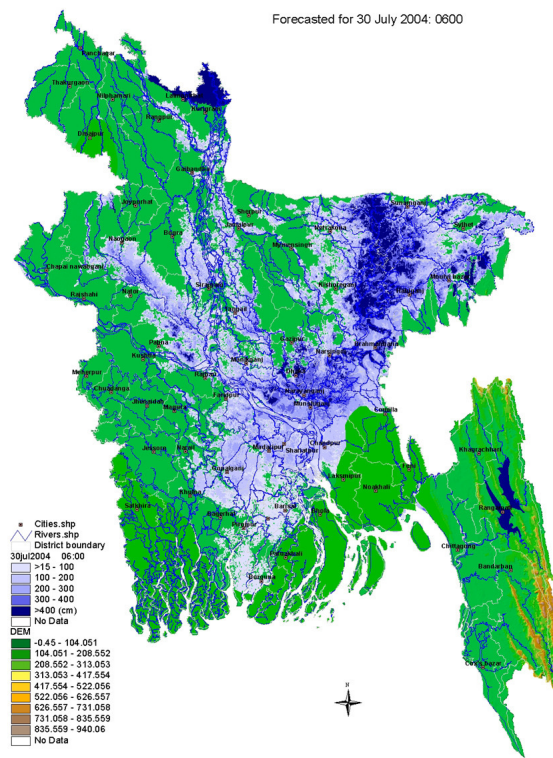 Forecasted for 30 July 2004: 0600
Panchagar
Thakurgaon
Nilphamari
Rangpur
Kurigram
Dinajpur
Gaibandha
Joypurhat
Sherpur
Jamalpur
Sunamganj
Sylhet
Naogaon
Bogra
Netrakona
Mymensingh
Chapai nawabganj
Rajshahi
Natore
Sirajganj
Tangail
Kishorganj
Habiganj
Pabna
Gazipur
Narsingdi
Kushtia
Manikganj
Dhaka
Meherpur
Rajbari
Narayanganj
Chuadanga
Faridpur
Munshiganj
Comilla
Jhenaidah
Magura
Jessore
Narail
Madaripur
Chandpur
Shariatpur
Khagrachhari
Gopalganj
Lakshmipur
Feni
Noakhali
Khulna
Satkhira
Bagerhat
Barisal
Bhola
Pirojpur
Rangamati
Patuakhali
Chittagong
Barguna
Bandarban
Cox's bazar
N
Cities.shp
Rivers.shp
District boundary
30jul2004 06:00
>15 - 100
100 - 200
200 - 300
300 - 400
>400 (cm)
No Data
DEM
-0.45 - 104.051
104.051 - 208.552
208.552 - 313.053
313.053 - 417.554
417.554 - 522.056
522.056 - 626.557
626.557 - 731.058
731.058 - 835.559
835.559 - 940.06
No Data